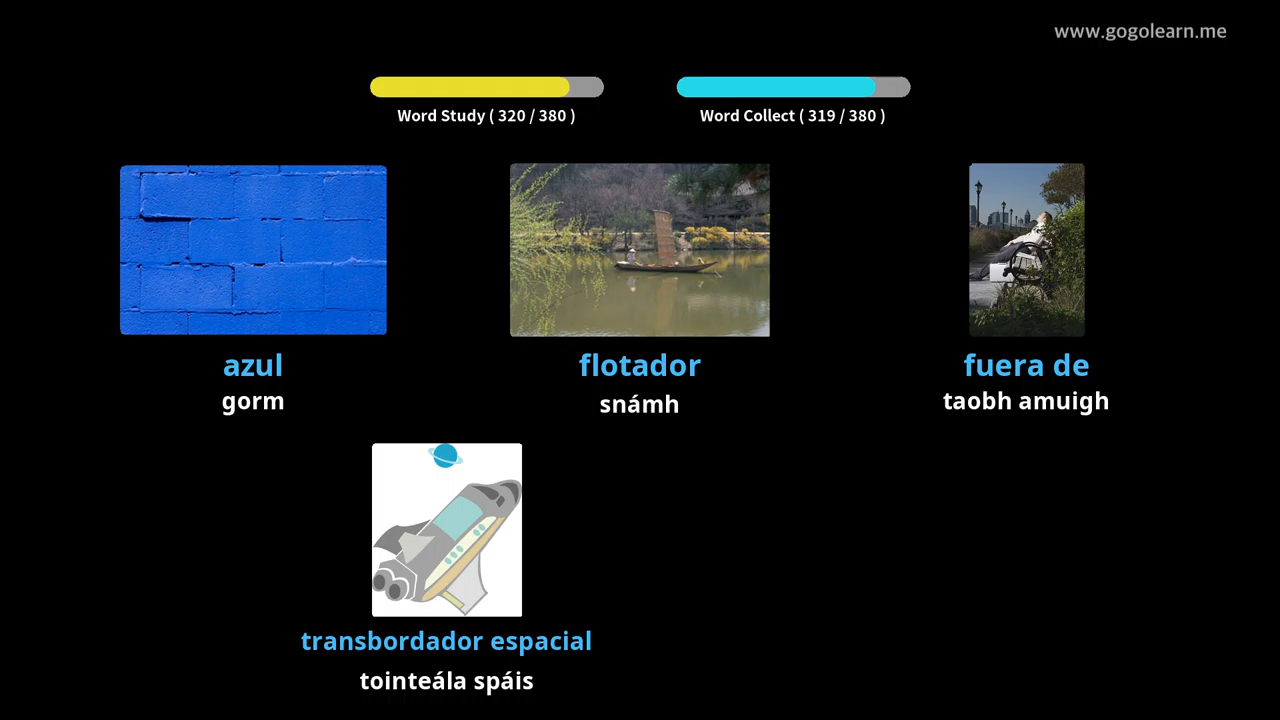 www.gogolearn.me
Word Study ( 320 / 380 )
Word Collect ( 319 / 380 )
azul
flotador
fuera de
gorm
snámh
taobh amuigh
transbordador espacial
tointeála spáis